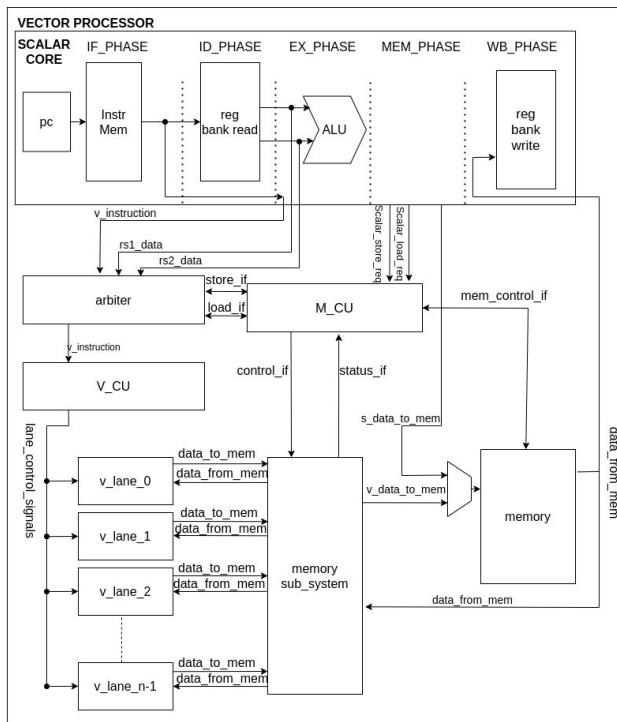 VECTOR PROCESSOR
SCALAR
CORE
IF_PHASE
ID_PHASE
EX_PHASE
MEM_PHASE
WB_PHASE
pc
Instr
Mem
reg
bank read
ALU
reg
bank
write
v_instruction
rs1_data
rs2_data
Scalar_store_req
Scalar_load_req
arbiter
store_if
load_if
M_CU
mem_control_if
v_instruction
V_CU
control_if
status_if
lane_control_signals
s_data_to_mem
data_from_mem
v_lane_0
data_to_mem
data_from_mem
v_data_to_mem
memory
v_lane_1
data_to_mem
data_from_mem
memory
sub_system
v_lane_2
data_to_mem
data_from_mem
data_from_mem
v_lane_n-1
data_to_mem
data_from_mem